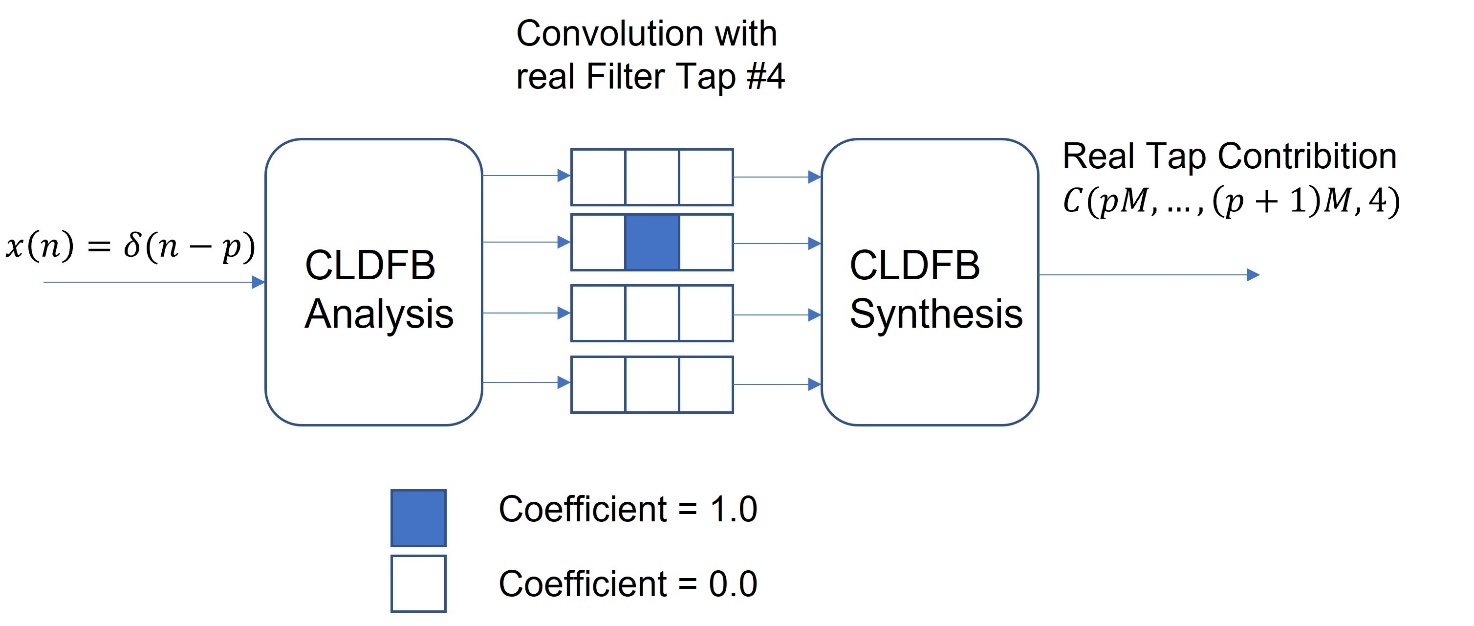 Convolution with
real Filter Tap #4
Real Tap Contribition
C(pM, ..., (p + 1)M, 4)
x(n) = δ(n − p)
CLDFB
Analysis
CLDFB
Synthesis
Coefficient = 1.0
Coefficient = 0.0